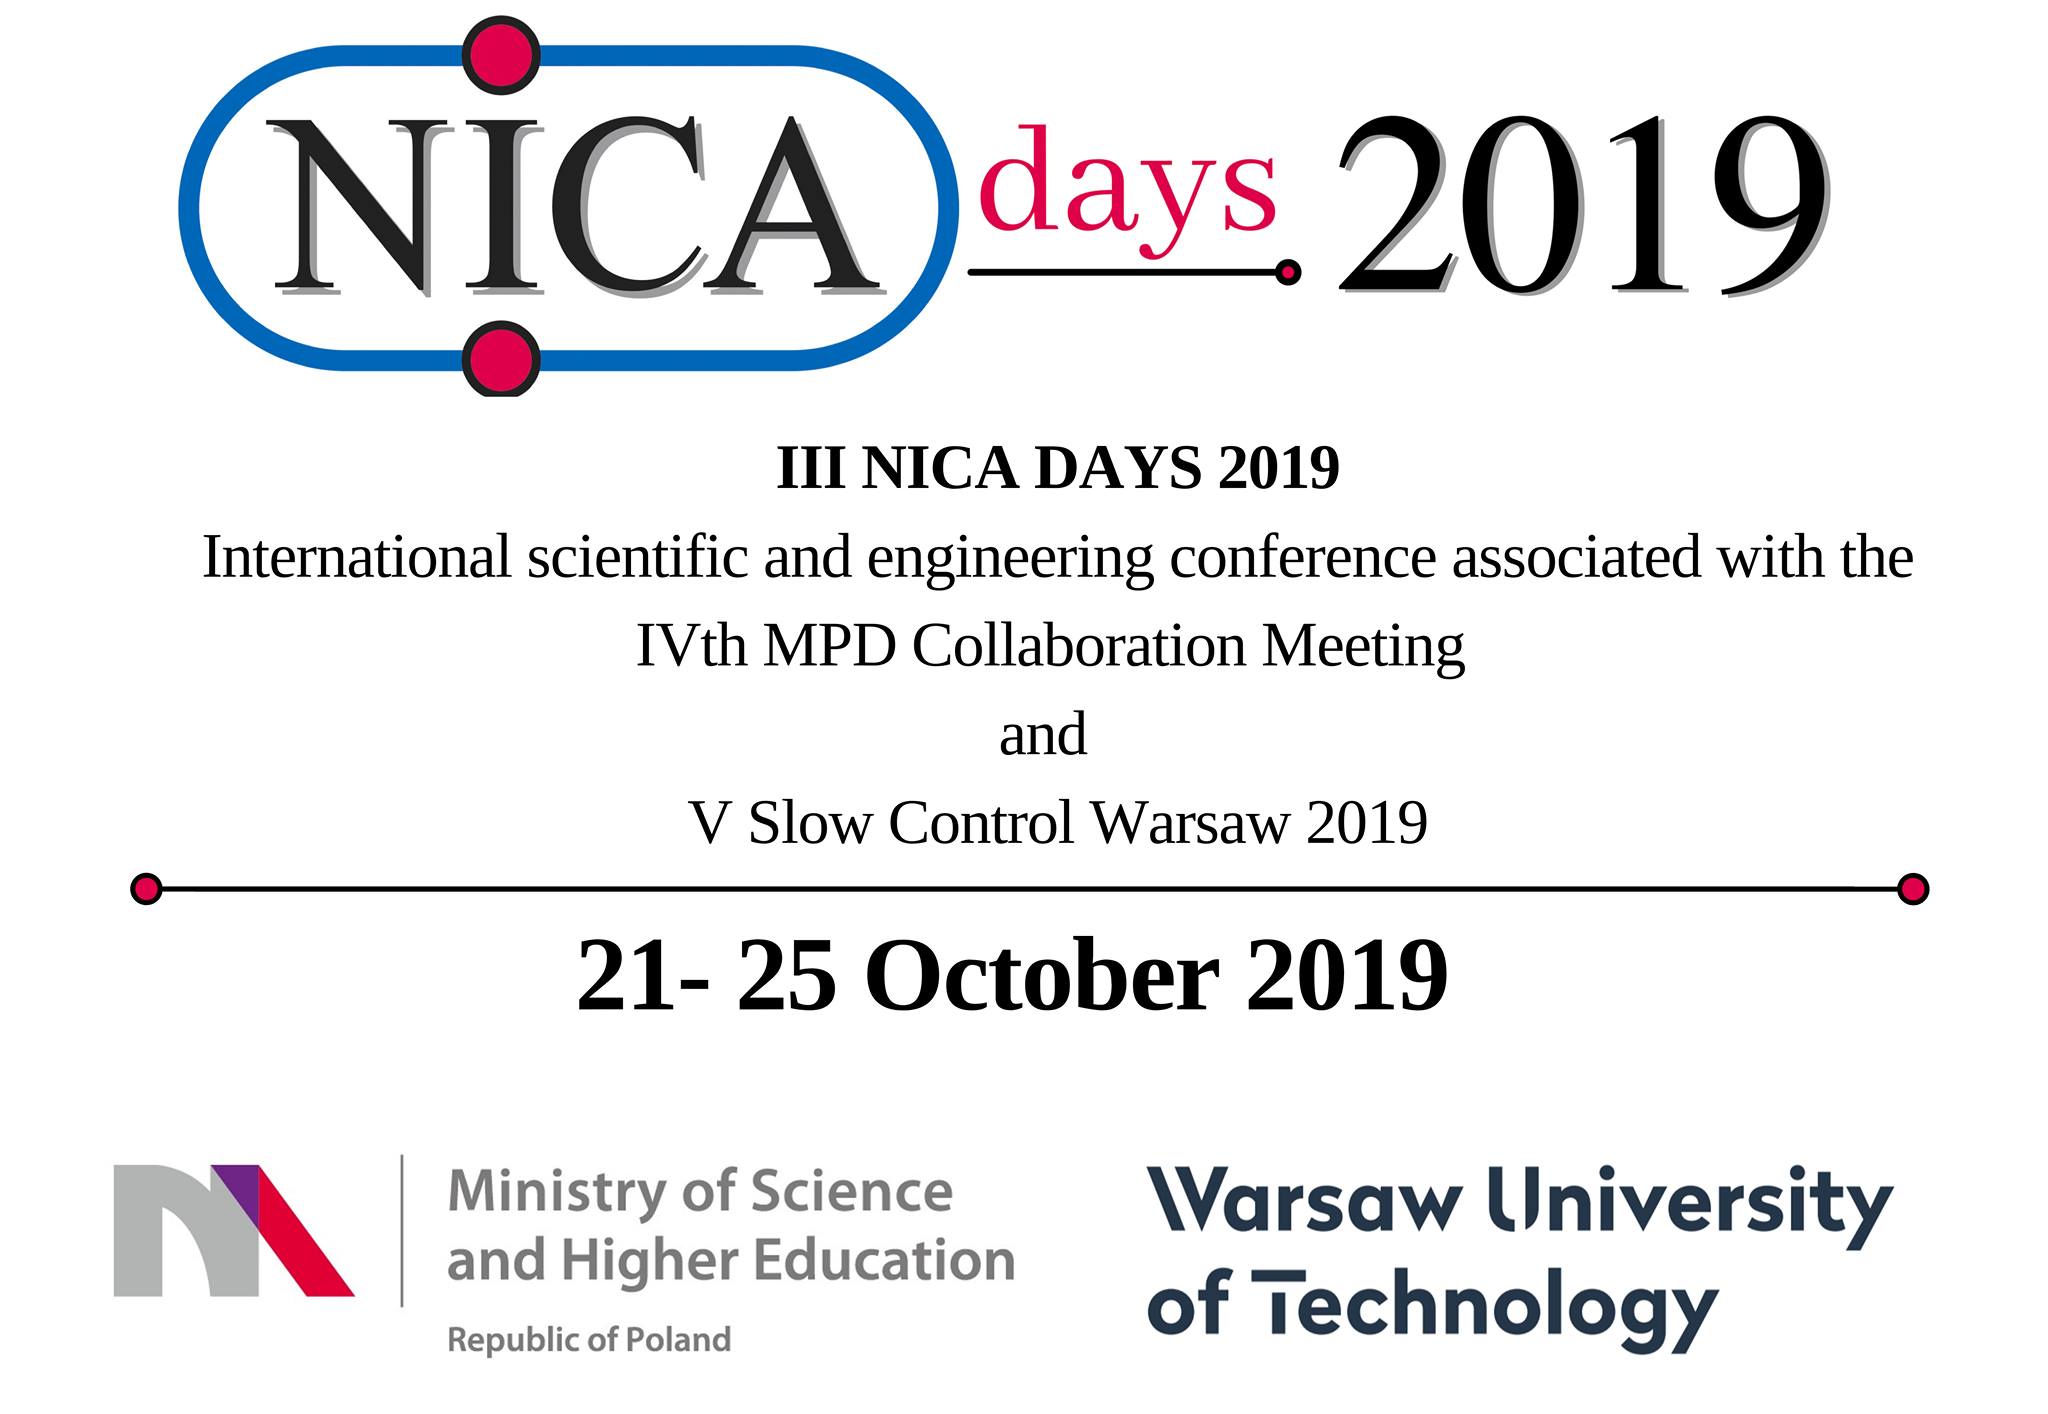 NICA days 2019
III NICA DAYS 2019
International scientific and engineering conference associated with the
IVth MPD Collaboration Meeting
and
V Slow Control Warsaw 2019
21- 25 October 2019
Ministry of Science
and Higher Education
Republic of Poland
Warsaw University
of Technology